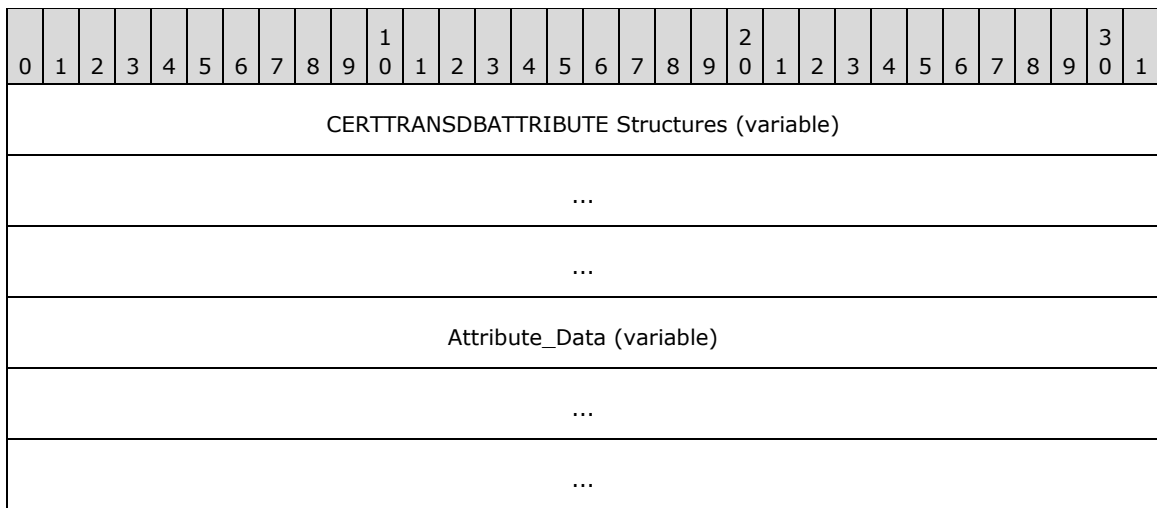 1 2 3
0 1 2 3 4 5 6 7 8 9 0 1 2 3 4 5 6 7 8 9 0 1 2 3 4 5 6 7 8 9 0 1
CERTTRANSDBATTRIBUTE Structures (variable)
...
...
Attribute_Data (variable)
...
...